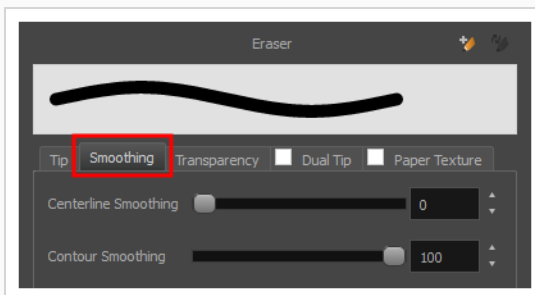 Eraser
Tip Smoothing Transparency Dual Tip Paper Texture
Centerline Smoothing 0
Contour Smoothing 100